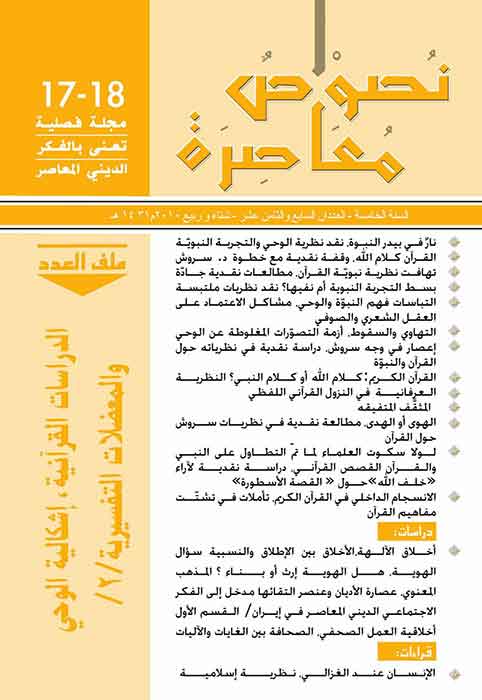 نُصوْصٌ
مُعَاصِرَة
17-18
مجلة فصلية
تعنى بالفكر
الديني المعاصر
السنة الخامسة - العددان السابع والثامن عشر - شتاء وربيع ٢٠١٠م ١٤٣١ هـ
ملف العدد
الدراسات القرآنية، إشكالية الوحي
والمعضلات التفسيرية /٢/
نارٌ في بيدر النبوة، نقد نظرية الوحي والتجربة النبويّة
القرآن كلام الله، وقفة نقدية مع خطوة د. سروش
تهافت نظرية نبويّة القرآن، مطالعات نقدية جادّة
بسط التجربة النبوية أم نفيها؟ نقد نظريات ملتبسة
التباسات فهم النبوّة والوحي، مشاكل الاعتماد على
العقل الشعري والصوفي
التهاوي والسقوط، أزمة التصوّرات المغلوطة عن الوحي
إعصار في وجه سروش، دراسة نقدية في نظرياته حول
القرآن والنبوّة
القرآن الكريم؛ كلام الله أو كلام النبي؟ النظرية
العرفانية في النزول القرآني اللفظي
المثقّف المتفيقه
الهوى أو الهدى، مطالعة نقدية في نظريات سروش
حول القرآن
لولا سكوت العلماء لما تمّ التطاول على النبي
والقرآن القصص القرآني، دراسة نقدية لآراء
«خلف الله» حول « القصة الأسطورة»
الانسجام الداخلي في القرآن الكريم، تأملات في تشتّت
مفاهيم القرآن
دراسات:
أخلاق الآلهة، الأخلاق بين الإطلاق والنسبية سؤال
الهوية، هل الهوية إرث أو بناء ؟ المذهب
المعنوي، عصارة الأديان وعنصر التقائها مدخل إلى الفكر
الاجتماعي الديني المعاصر في إيران/ القسم الأول
أخلاقية العمل الصحفي، الصحافة بين الغايات والآليات
قراءات:
الإنسان عند الغزالي، نظرية إسلامية